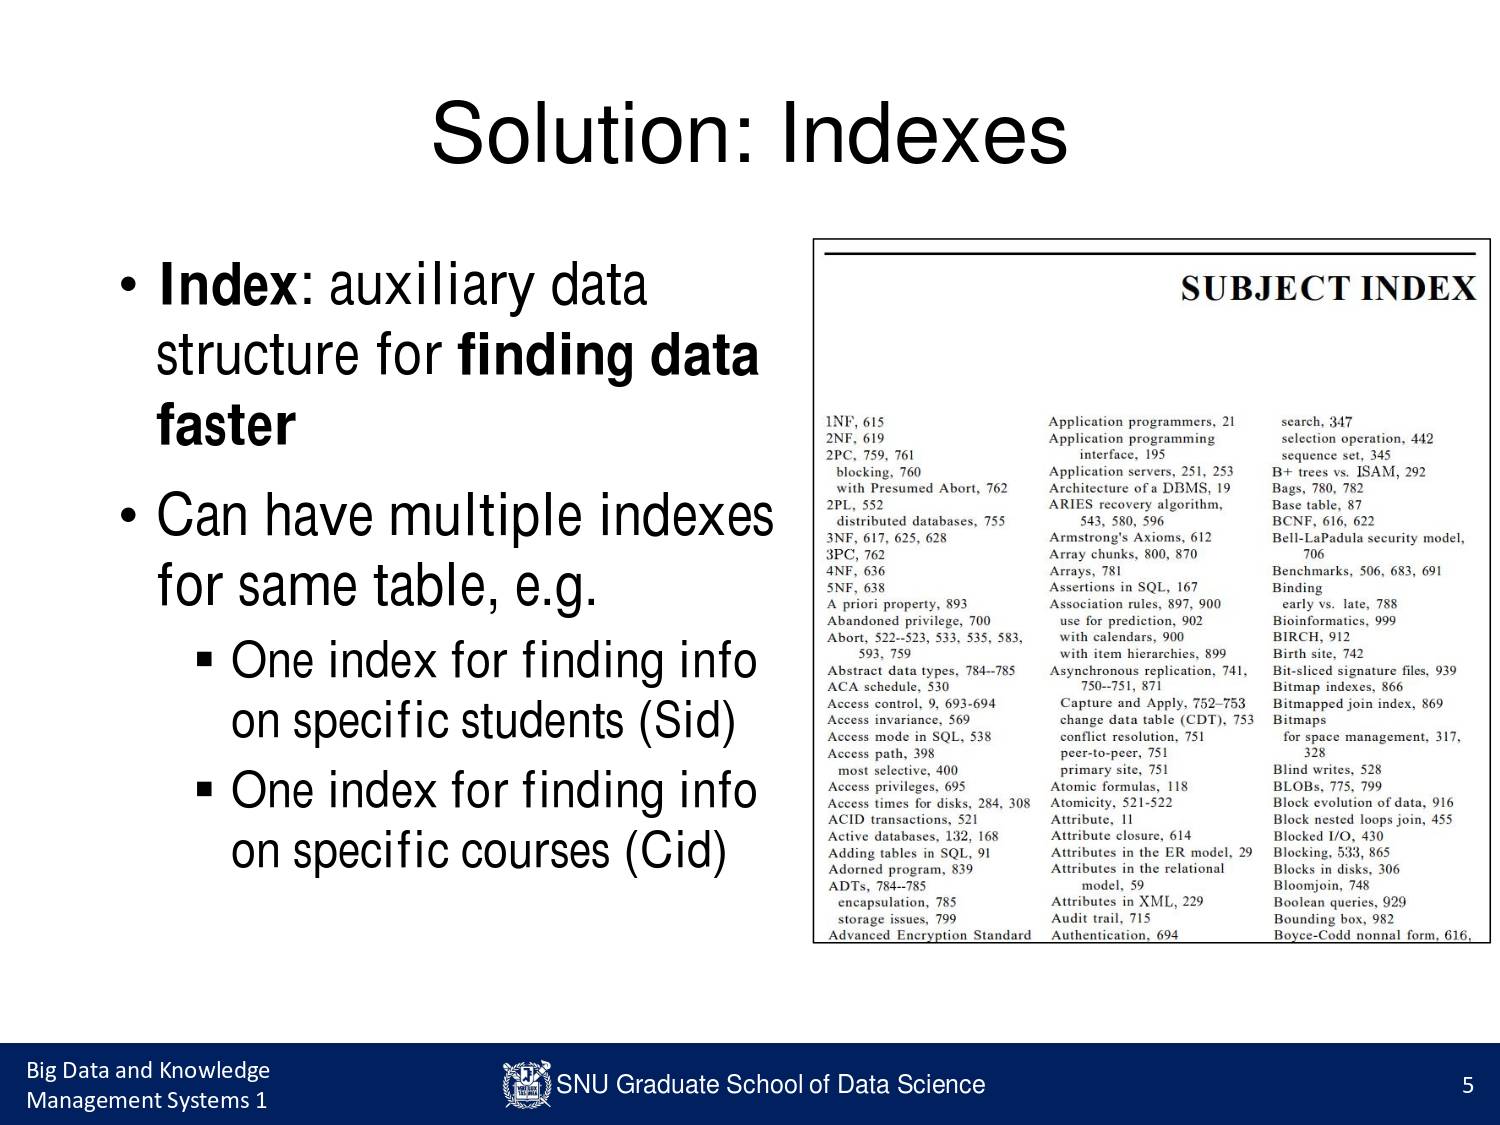 Solution: Indexes
• Index: auxiliary data
structure for finding data
faster
• Can have multiple indexes
for same table, e.g.
▪ One index for finding info
on specific students (Sid)
▪ One index for finding info
on specific courses (Cid)
SUBJECT INDEX
1NF, 615
2NF, 619
2PC, 759, 761
blocking, 760
with Presumed Abort, 762
2PL, 552
distributed databases, 755
3NF, 617, 625, 628
3PC, 762
4NF, 636
5NF, 638
A priori property, 893
Abandoned privilege, 700
Abort, 522--523, 533, 535, 583,
593, 759
Abstract data types, 784--785
ACA schedule, 530
Access control, 9, 693-694
Access invariance, 569
Access mode in SQL, 538
Access path, 398
most selective, 400
Access privileges, 695
Access times for disks, 284, 308
ACID transactions, 521
Active databases, 132, 168
Adding tables in SQL, 91
Adorned program, 839
ADTs, 784--785
encapsulation, 785
storage issues, 799
Advanced Encryption Standard
Application programmers, 21
Application programming
interface, 195
Application servers, 251, 253
Architecture of a DBMS, 19
ARIES recovery algorithm,
543, 580, 596
Armstrong's Axioms, 612
Array chunks, 800, 870
Arrays, 781
Assertions in SQL, 167
Association rules, 897, 900
use for prediction, 902
with calendars, 900
with item hierarchies, 899
Asynchronous replication, 741,
750--751, 871
Capture and Apply, 752–753
change data table (CDT), 753
conflict resolution, 751
peer-to-peer, 751
primary site, 751
Atomic formulas, 118
Atomicity, 521-522
Attribute, 11
Attribute closure, 614
Attributes in the ER model, 29
Attributes in the relational
model, 59
Attributes in XML, 229
Audit trail, 715
Authentication, 694
search, 347
selection operation, 442
sequence set, 345
B+ trees vs. ISAM, 292
Bags, 780, 782
Base table, 87
BCNF, 616, 622
Bell-LaPadula security model,
706
Benchmarks, 506, 683, 691
Binding
early vs. late, 788
Bioinformatics, 999
BIRCH, 912
Birth site, 742
Bit-sliced signature files, 939
Bitmap indexes, 866
Bitmapped join index, 869
Bitmaps
for space management, 317,
328
Blind writes, 528
BLOBs, 775, 799
Block evolution of data, 916
Block nested loops join, 455
Blocked I/O, 430
Blocking, 533, 865
Blocks in disks, 306
Bloomjoin, 748
Boolean queries, 929
Bounding box, 982
Boyce-Codd nonnal form, 616,
Big Data and Knowledge
Management Systems 1
SNU Graduate School of Data Science
5